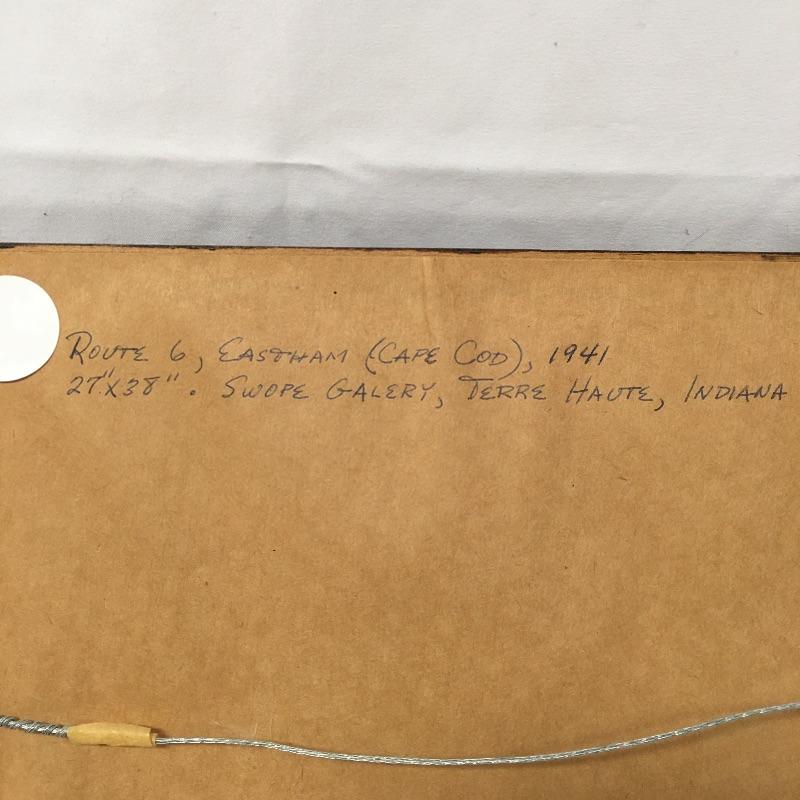 ROUTE 6, EASTHAM (CAPE COD), 1941
27"X38". SWOPE GALERY, TERRE HAUTE, INDIANA